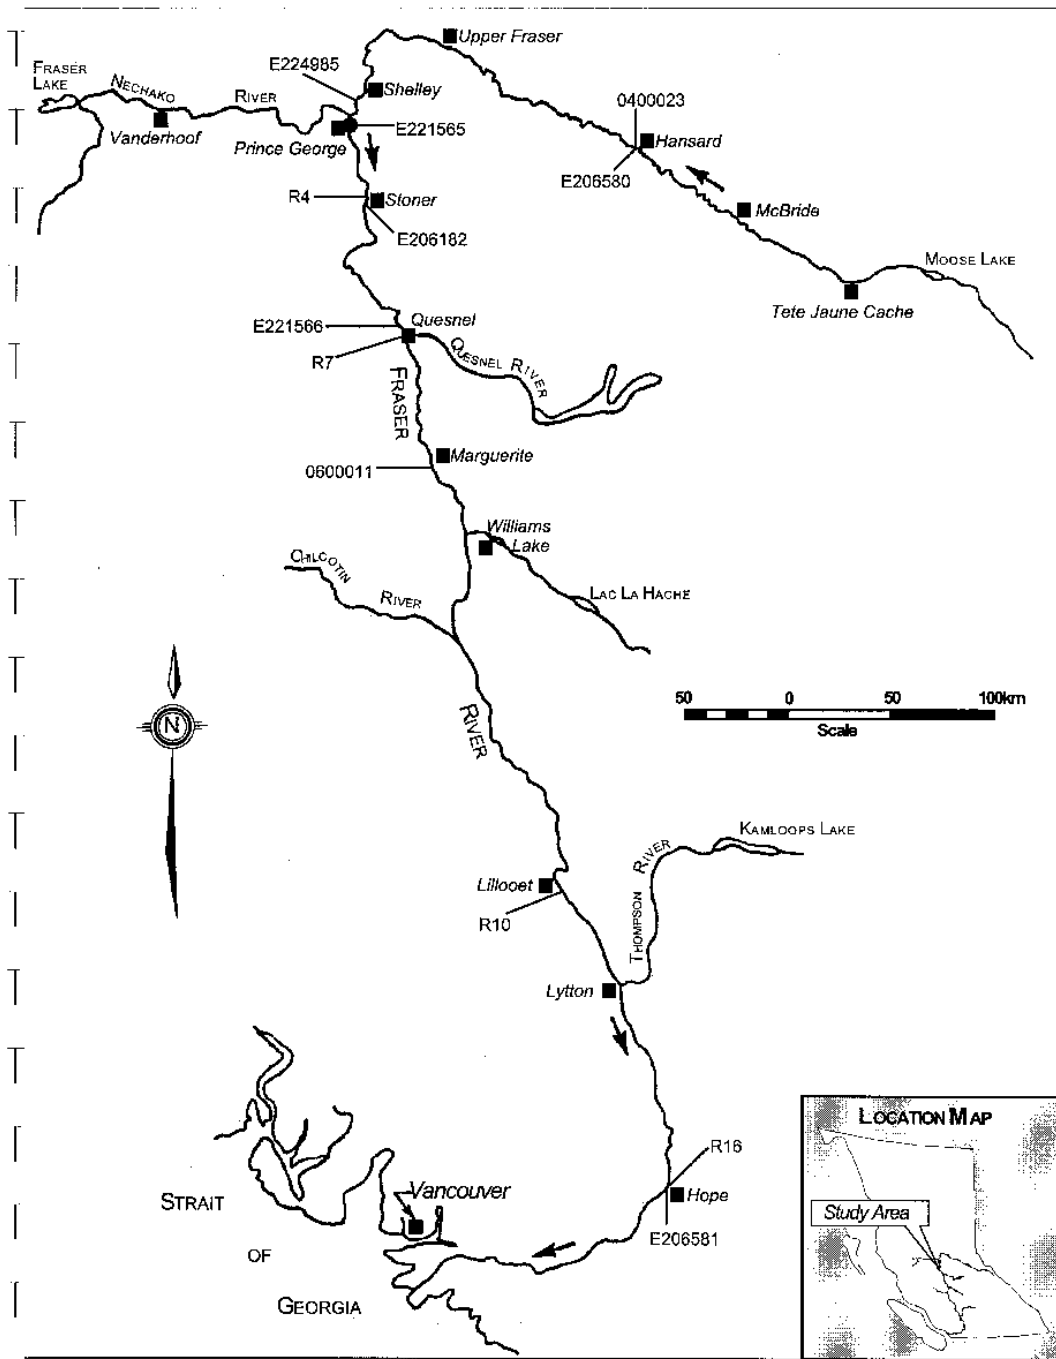 Upper Fraser
E224985
FRASER
LAKE
NECHAKO
RIVER
Shelley
0400023
E221565
Vanderhoof
Prince George
Hansard
E206580
R4
Stoner
McBride
E206182
MOOSE LAKE
Tete Jaune Cache
E221566
Quesnel
R7
QUESNEL RIVER
FRASER
Marguerite
0600011
Williams
Lake
CHILCOTIN
RIVER
LAC LA HACHE
RIVER
N
50 0 50 100km
Scale
KAMLOOPS LAKE
THOMPSON RIVER
Lillooet
R10
Lytton
LOCATION MAP
R16
Vancouver
Hope
STRAIT
OF
GEORGIA
E206581
Study Area